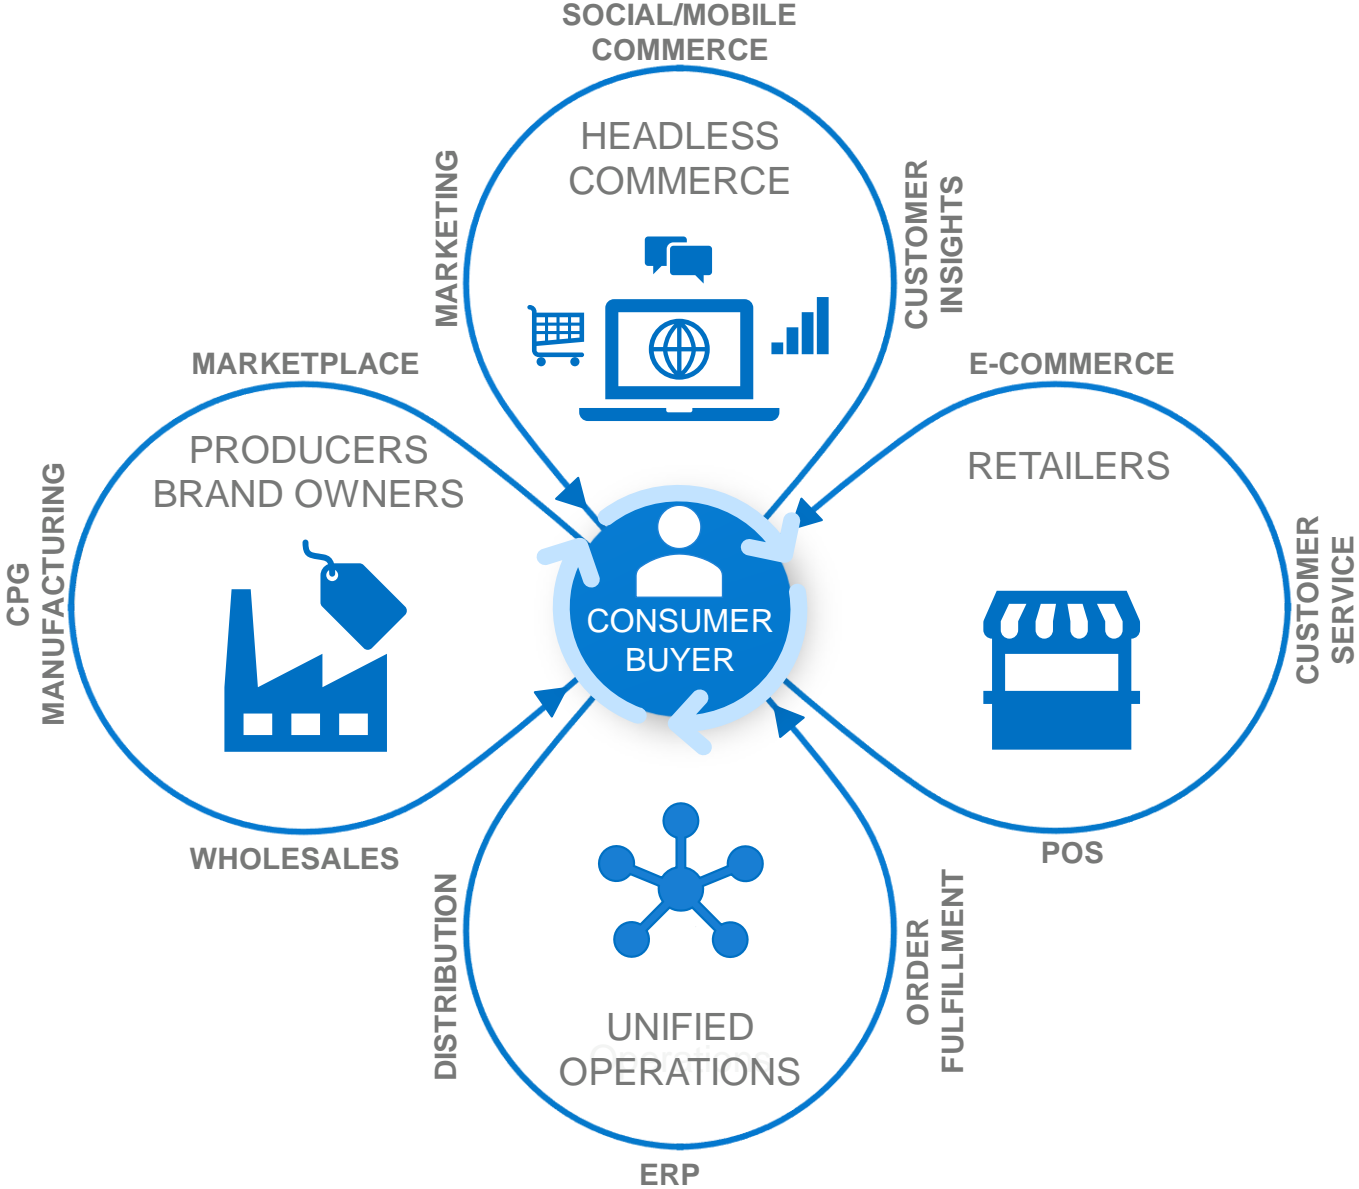 SOCIAL/MOBILE
COMMERCE
HEADLESS
COMMERCE
MARKETING
CUSTOMER
INSIGHTS
MARKETPLACE
PRODUCERS
BRAND OWNERS
CPG
MANUFACTURING
WHOLESALES
E-COMMERCE
RETAILERS
CUSTOMER
SERVICE
POS
CONSUMER
BUYER
DISTRIBUTION
ORDER
FULFILLMENT
UNIFIED
Operations
OPERATIONS
ERP